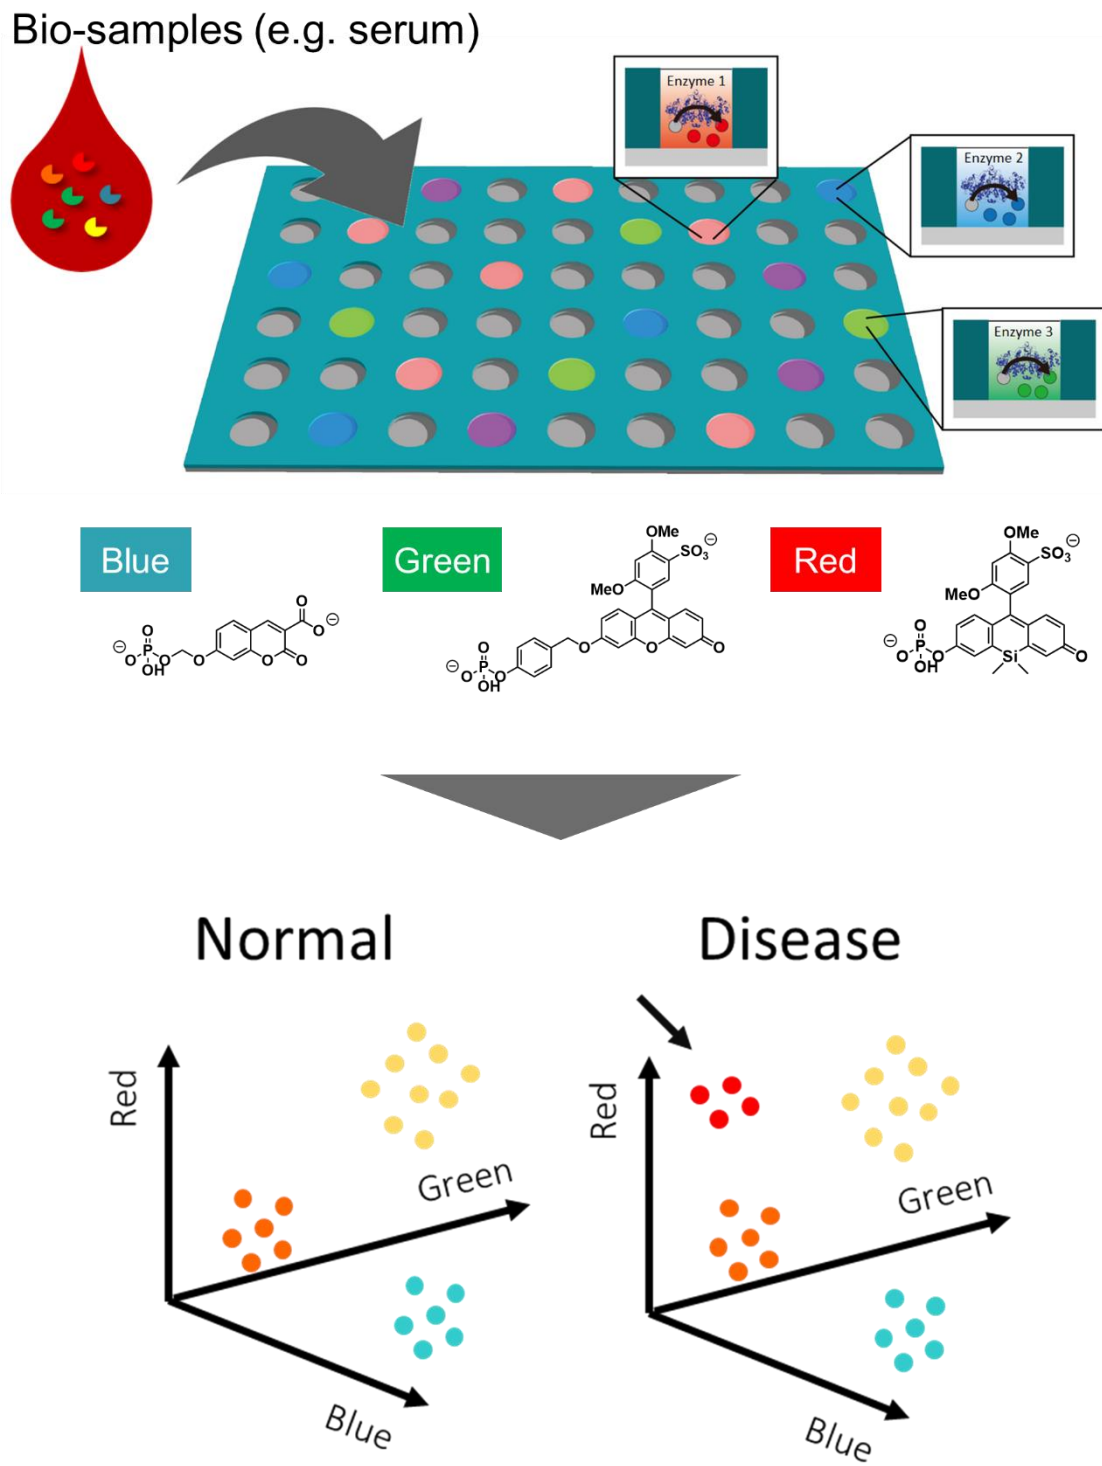 Bio-samples (e.g. serum)
Enzyme 1
Enzyme 2
Enzyme 3
Blue
Green
Red
O
⊖
O
P
O
OH
O
O
O
O
O
⊖
OMe
SO3
⊖
MeO
O
⊖
O
P
O
OH
O
O
O
OMe
SO3
⊖
MeO
O
⊖
O
P
O
OH
Si
O
Normal
Disease
Red
Green
Blue
Red
Green
Blue